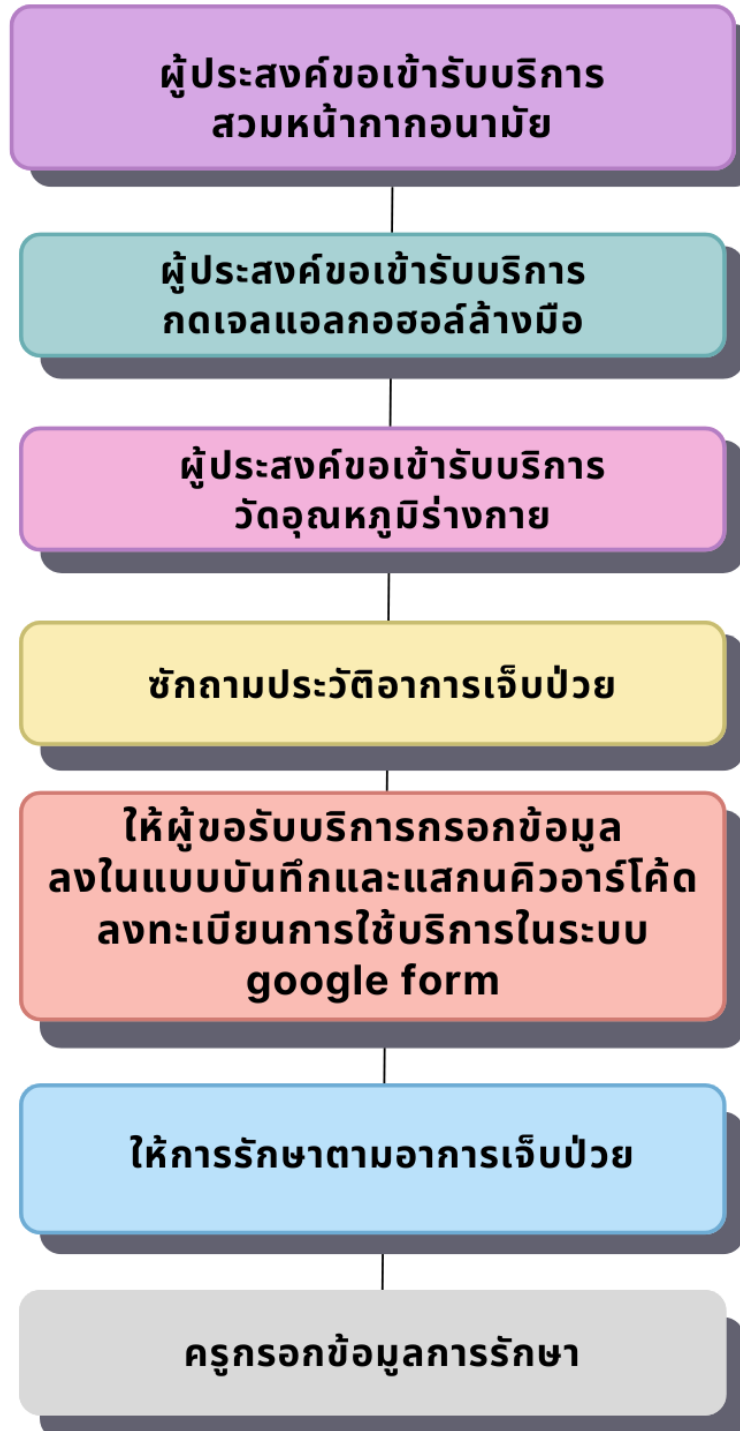 ผู้ประสงค์ขอเข้ารับบริการ
สวมหน้ากากอนามัย
ผู้ประสงค์ขอเข้ารับบริการ
กดเจลแอลกอฮอล์ล้างมือ
ผู้ประสงค์ขอเข้ารับบริการ
วัดอุณหภูมิร่างกาย
ซักถามประวัติอาการเจ็บป่วย
ให้ผู้ขอรับบริการกรอกข้อมูล
ลงในแบบบันทึกและแสกนคิวอาร์โค้ด
ลงทะเบียนการใช้บริการในระบบ
google form
ให้การรักษาตามอาการเจ็บป่วย
ครูกรอกข้อมูลการรักษา